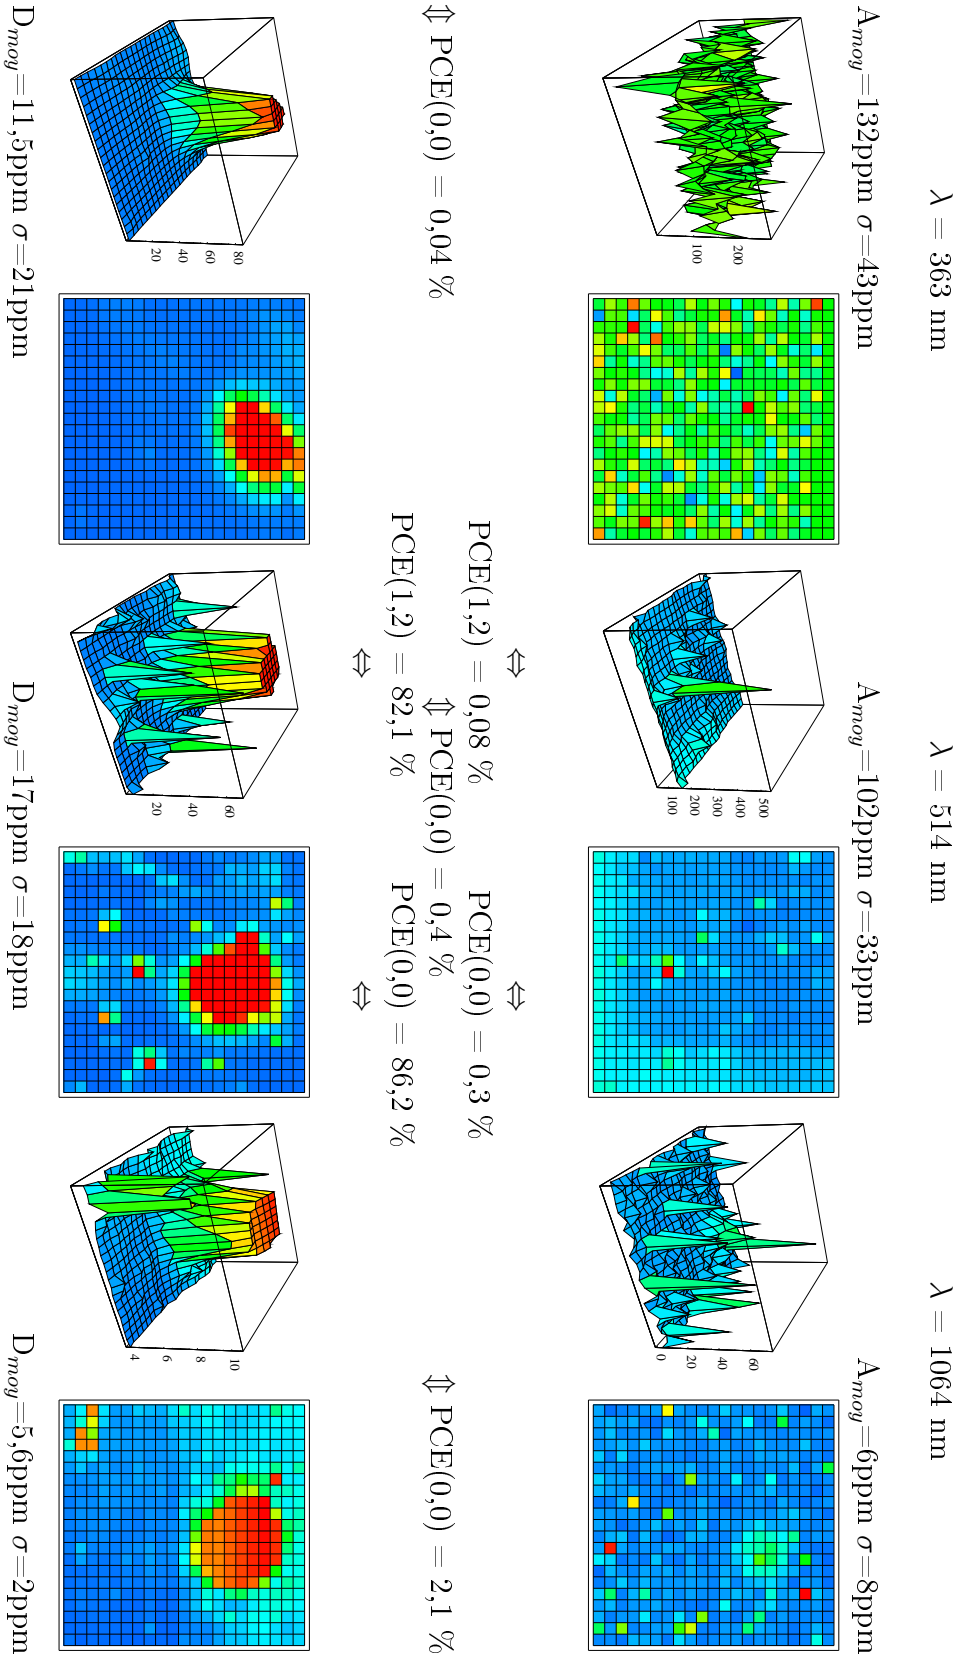 λ = 363 nm
λ = 514 nm
λ = 1064 nm
A_moy=132ppm σ=43ppm
A_moy=102ppm σ=33ppm
A_moy=6ppm σ=8ppm
200
100
500
400
300
200
100
60
40
20
0
⇕
⇕
PCE(1,2) = 0,08 %
PCE(0,0) = 0,3 %
⇔ PCE(0,0) = 0,04 %
⇔ PCE(0,0) = 0,4 %
⇔ PCE(0,0) = 2,1 %
PCE(1,2) = 82,1 %
PCE(0,0) = 86,2 %
⇕
⇕
80
60
40
20
60
40
20
10
8
6
4
D_moy=11,5ppm σ=21ppm
D_moy=17ppm σ=18ppm
D_moy=5,6ppm σ=2ppm